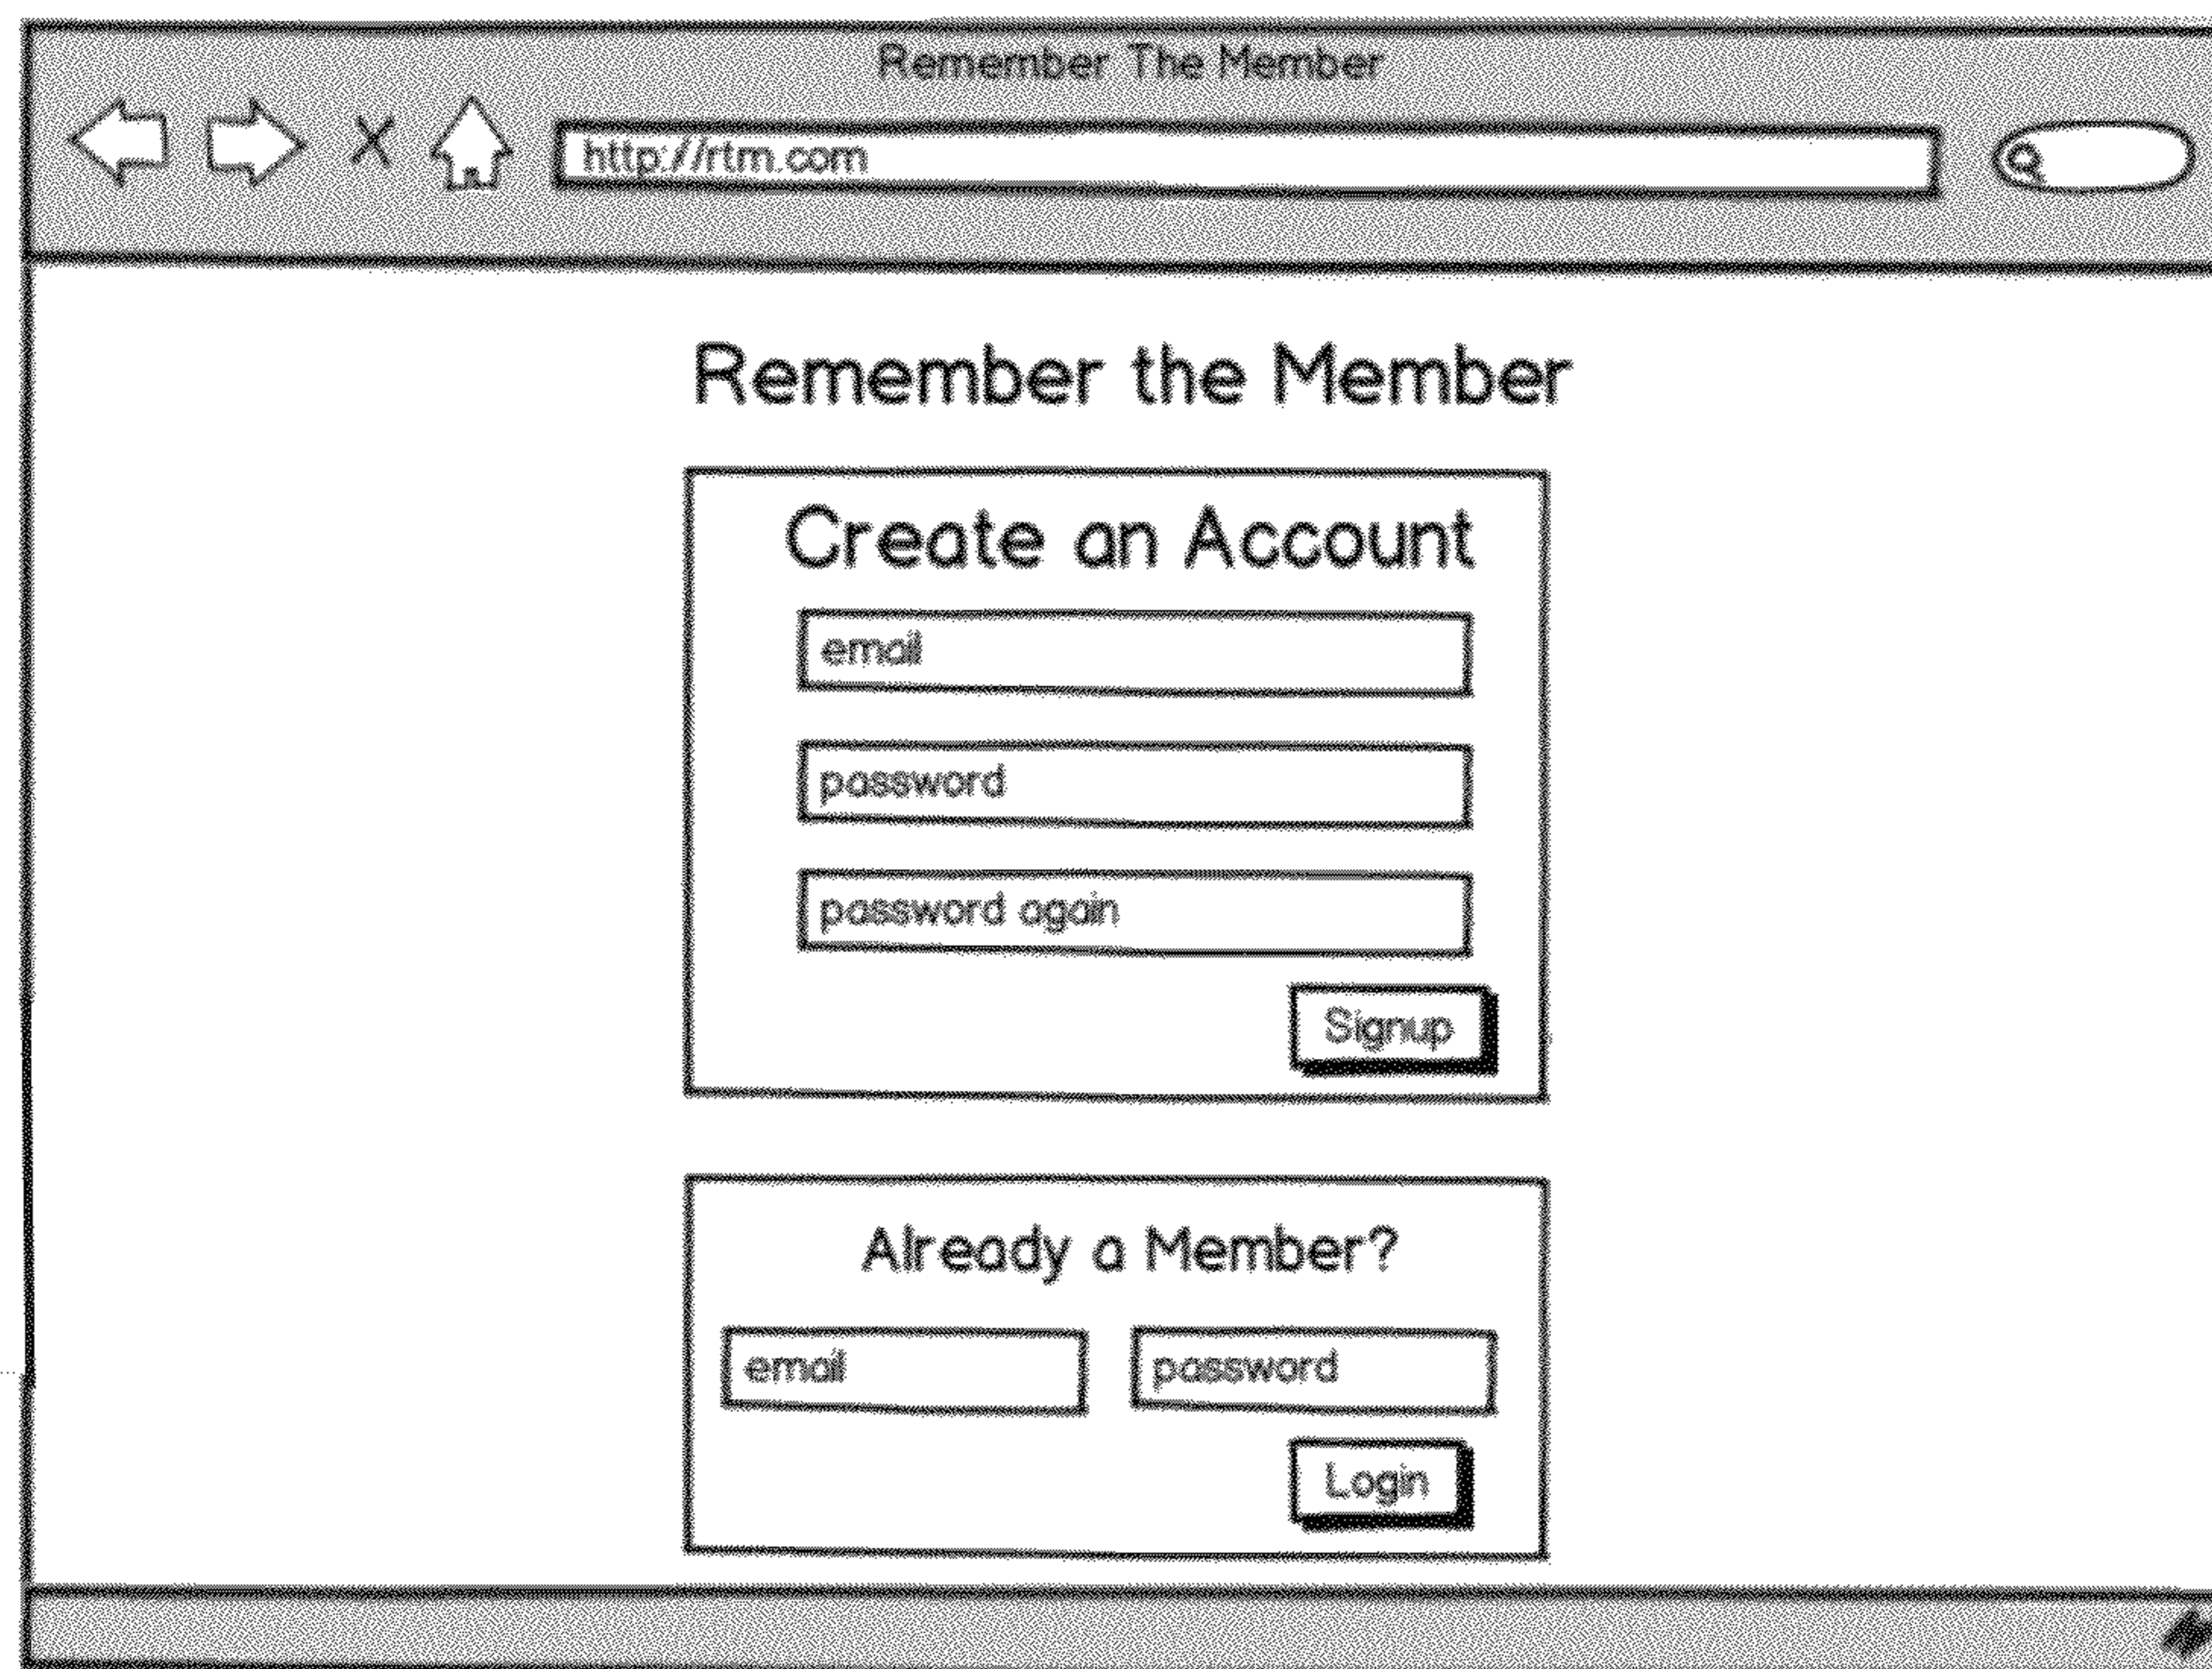 Remember The Member
http://rtm.com
Remember the Member
Create an Account
email
password
password again
Signup
Already a Member?
email password
Login